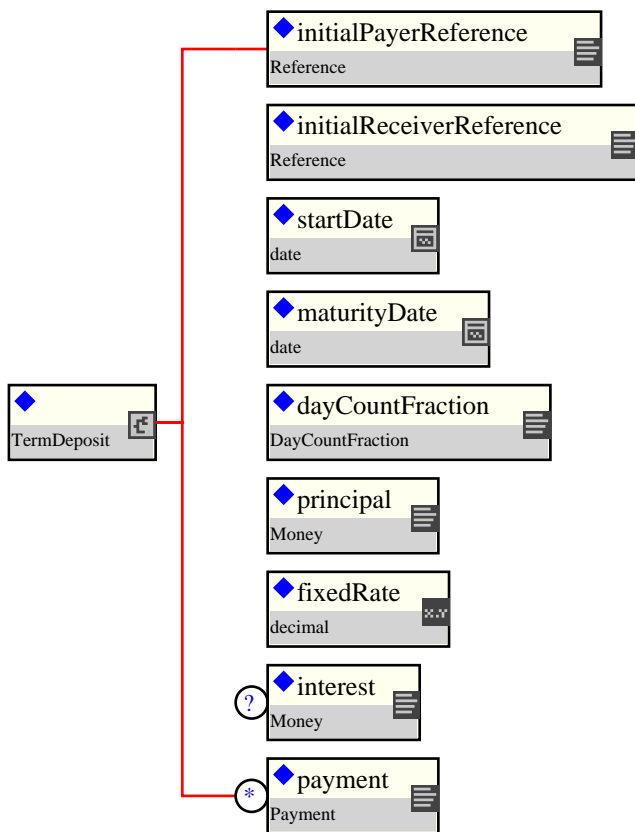 initialPayerReference
Reference
initialReceiverReference
Reference
startDate
date
maturityDate
date
TermDeposit
dayCountFraction
DayCountFraction
principal
Money
fixedRate
decimal
x.Y
?
interest
Money
*
payment
Payment